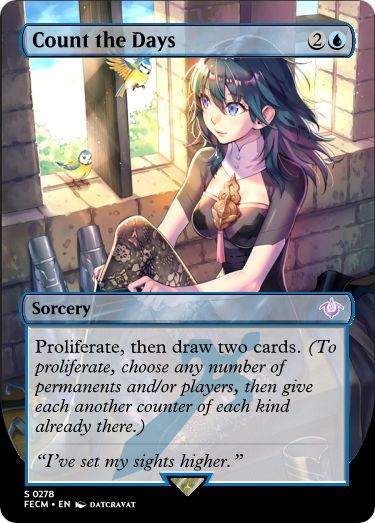 Count the Days 2
Sorcery
Proliferate, then draw two cards. (To
proliferate, choose any number of
permanents and/or players, then give
each another counter of each kind
already there.)
“I’ve set my sights higher.”
S 0278
FECM • EN DATCRAVAT